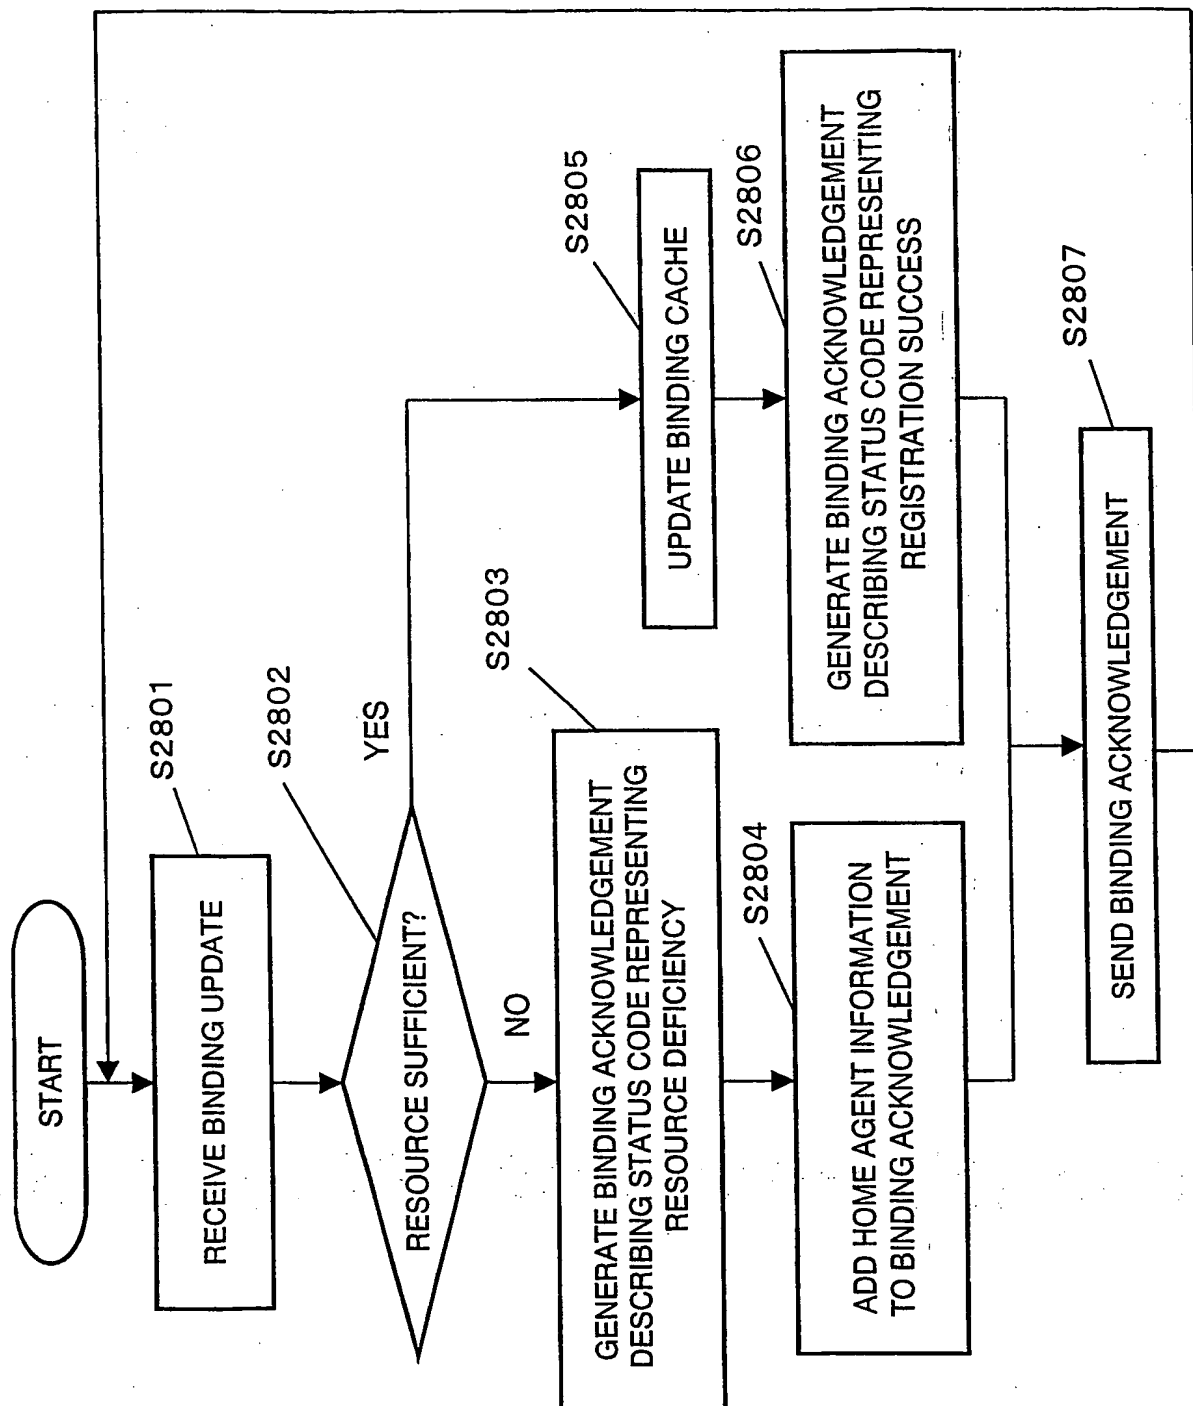 START
S2801
RECEIVE BINDING UPDATE
S2802
RESOURCE SUFFICIENT?
YES
NO
S2803
GENERATE BINDING ACKNOWLEDGEMENT
DESCRIBING STATUS CODE REPRESENTING
RESOURCE DEFICIENCY
S2804
ADD HOME AGENT INFORMATION
TO BINDING ACKNOWLEDGEMENT
S2805
UPDATE BINDING CACHE
S2806
GENERATE BINDING ACKNOWLEDGEMENT
DESCRIBING STATUS CODE REPRESENTING
REGISTRATION SUCCESS
S2807
SEND BINDING ACKNOWLEDGEMENT